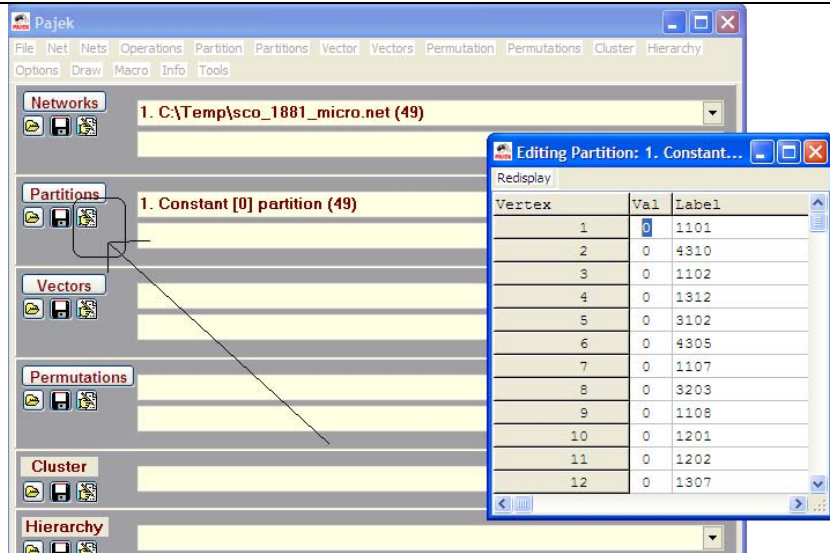 Pajek
File Net Nets Operations Partition Partitions Vector Vectors Permutation Permutations Cluster Hierarchy
Options Draw Macro Info Tools
Networks
1. C:\Temp\sco_1881_micro.net (49)
Partitions
1. Constant [0] partition (49)
Vectors
Permutations
Cluster
Hierarchy
Editing Partition: 1. Constant...
Redisplay
Vertex Val Label
1 0 1101
2 0 4310
3 0 1102
4 0 1312
5 0 3102
6 0 4305
7 0 1107
8 0 3203
9 0 1108
10 0 1201
11 0 1202
12 0 1307